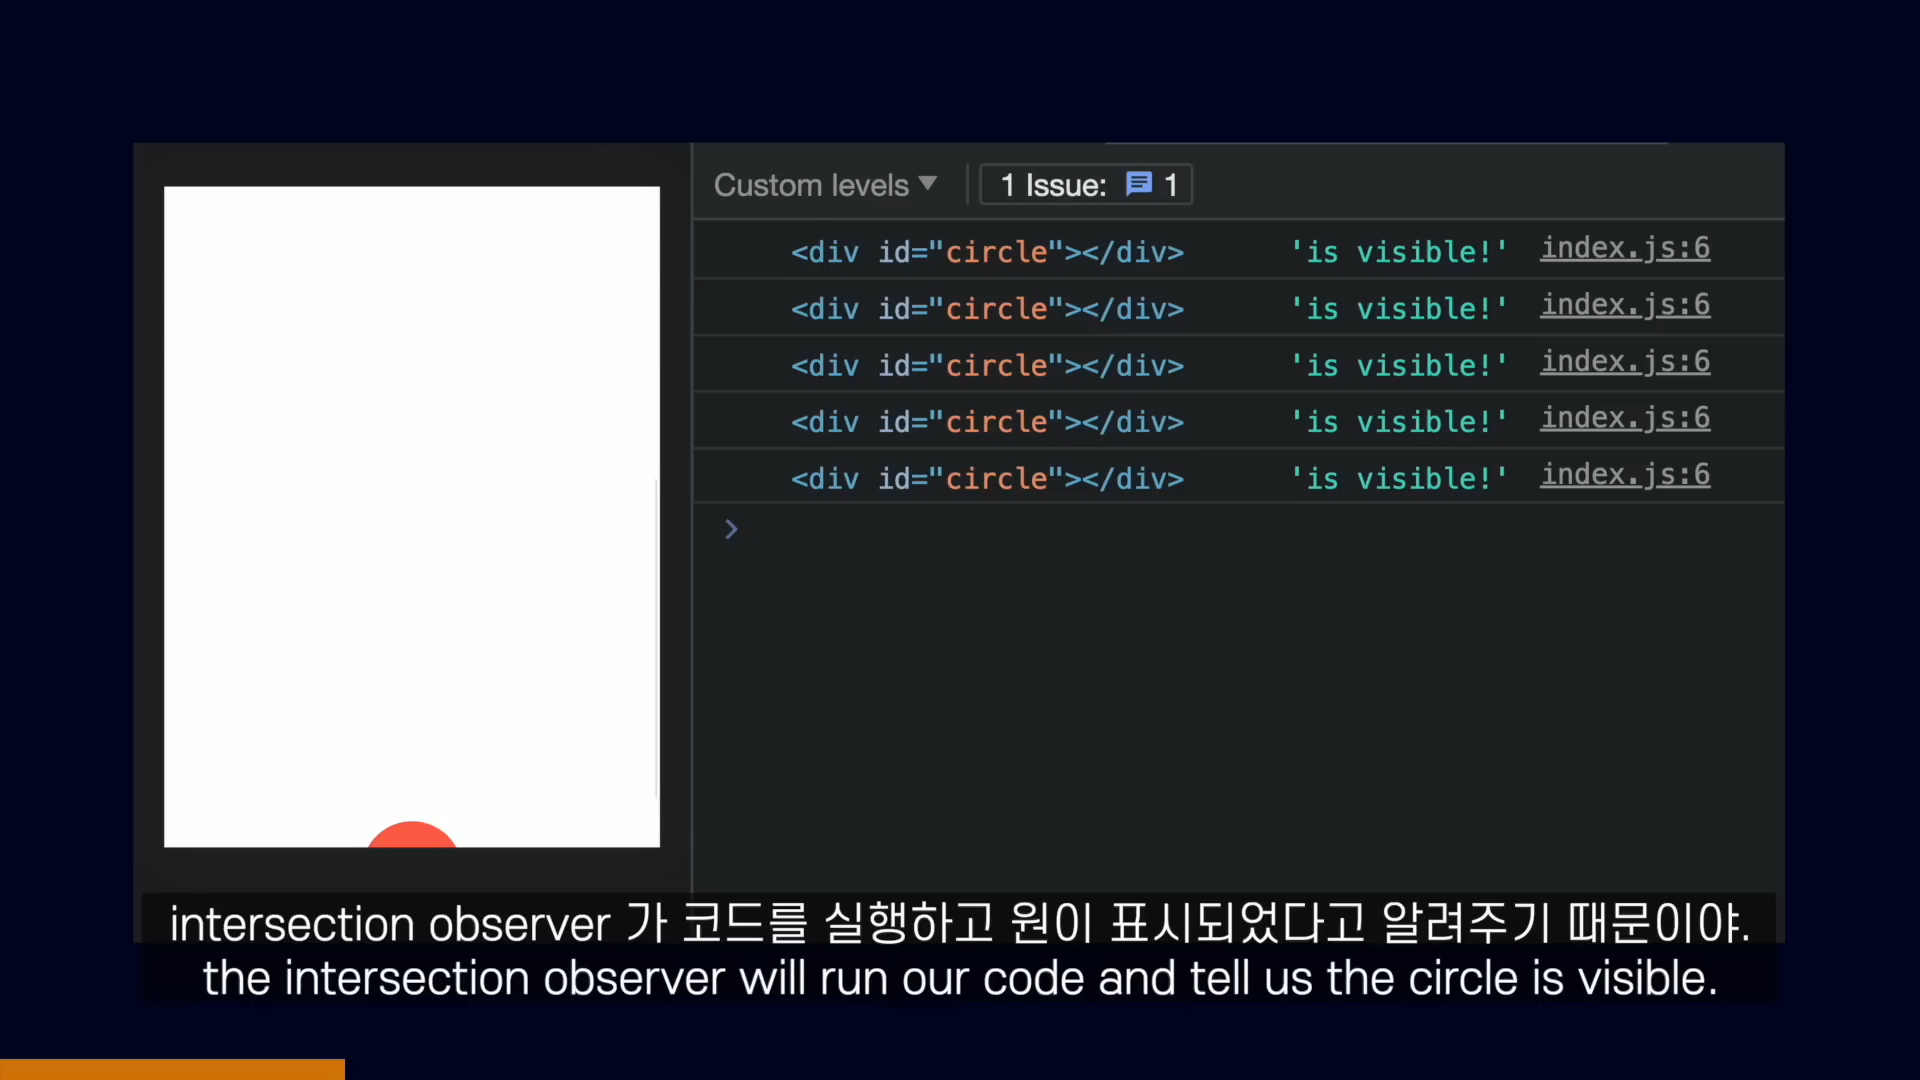 Custom levels ▼ 1 Issue: 1
<div id="circle"></div> 'is visible!' index.js:6
<div id="circle"></div> 'is visible!' index.js:6
<div id="circle"></div> 'is visible!' index.js:6
<div id="circle"></div> 'is visible!' index.js:6
<div id="circle"></div> 'is visible!' index.js:6
intersection observer 가 코드를 실행하고 원이 표시되었다고 알려주기 때문이야.
the intersection observer will run our code and tell us the circle is visible.